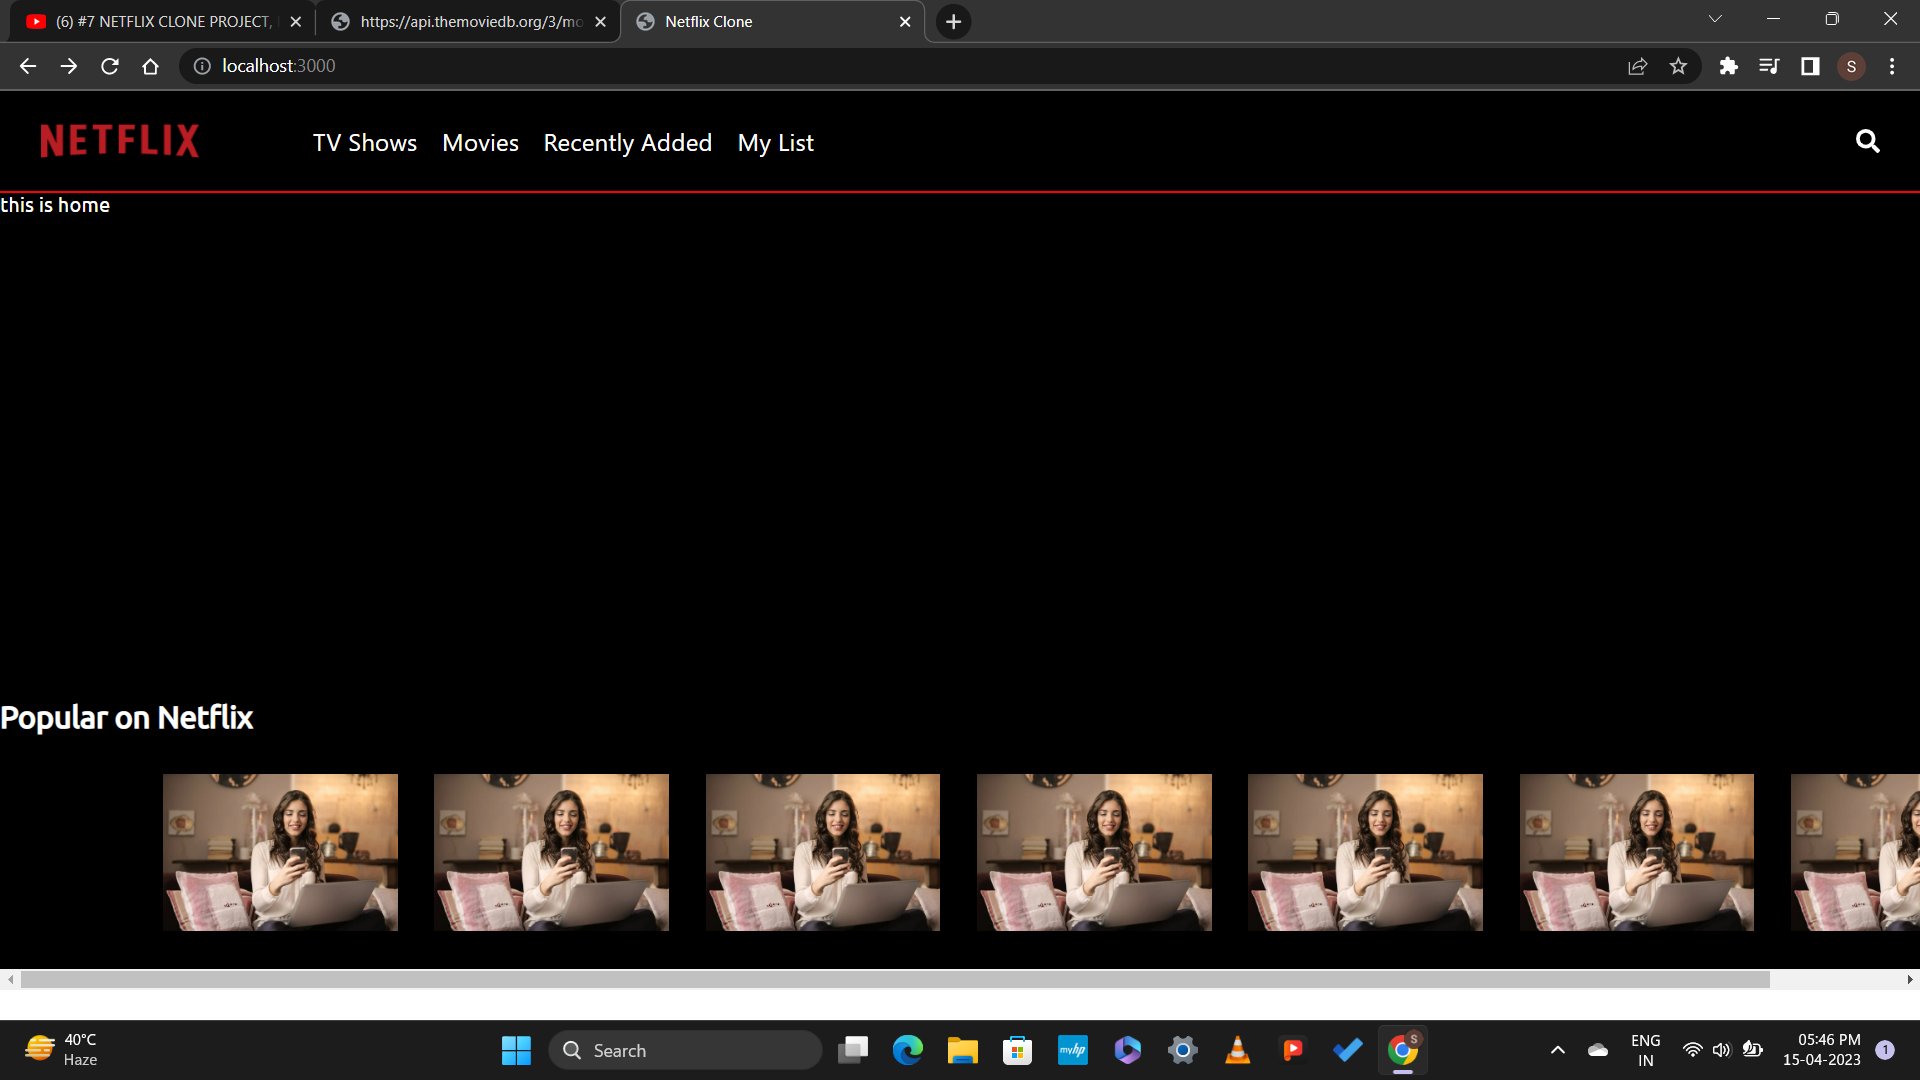 (6) #7 NETFLIX CLONE PROJECT,
https://api.themoviedb.org/3/mo
Netflix Clone
localhost:3000
S
NETFLIX
TV Shows
Movies
Recently Added
My List
this is home
Popular on Netflix
40°C
Haze
Search
myhp
S
ENG
IN
05:46 PM
15-04-2023
1